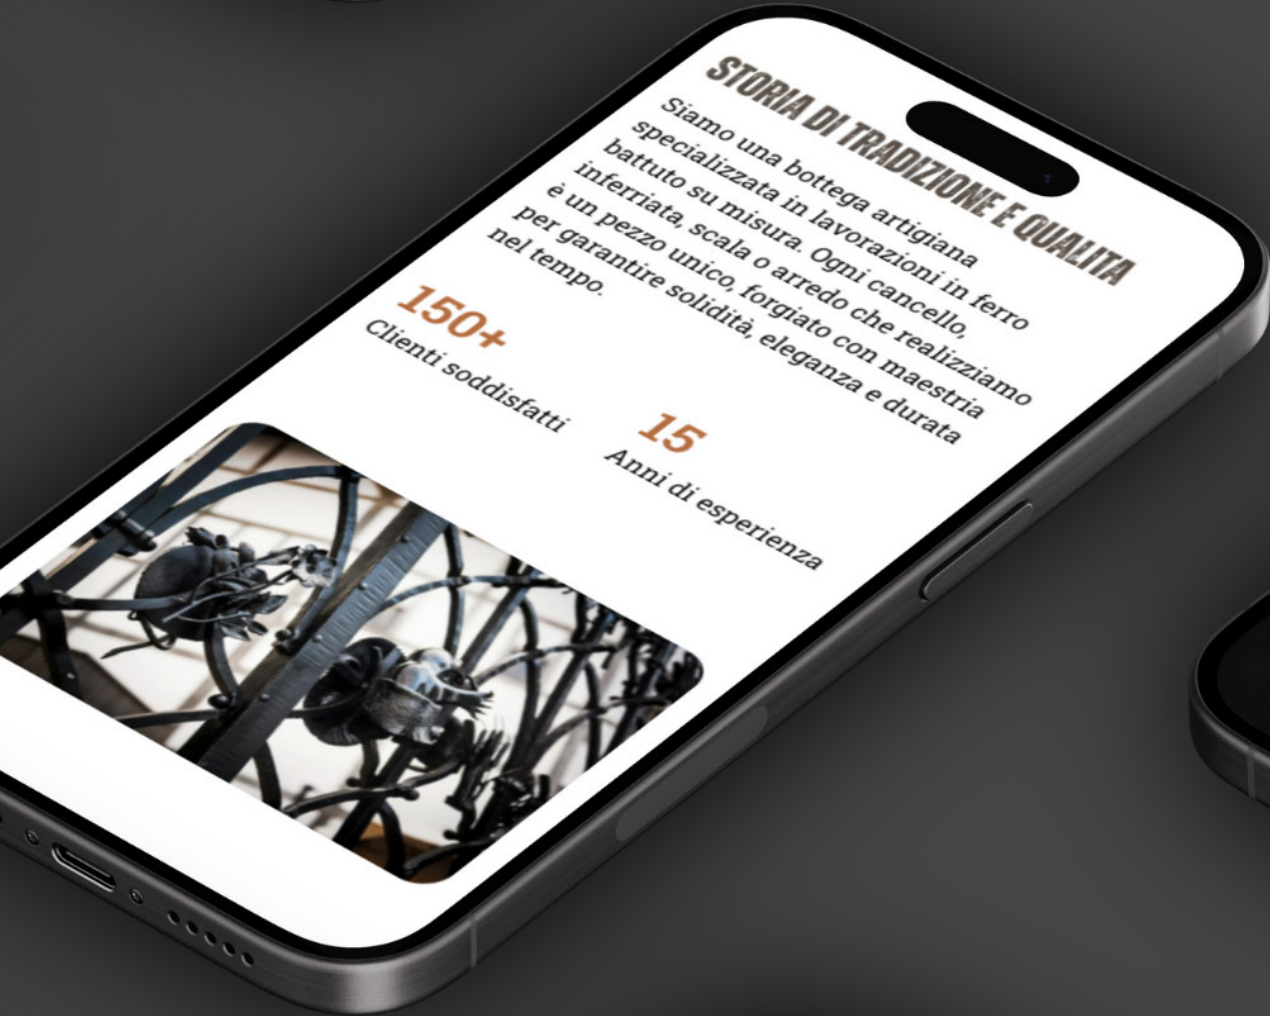 STORIA DI TRADIZIONE E QUALITA
Siamo una bottega artigiana
specializzata in lavorazioni in ferro
battuto su misura. Ogni cancello,
inferriata, scala o arredo che realizziamo
è un pezzo unico, forgiato con maestria
per garantire solidità, eleganza e durata
nel tempo.
150+
Clienti soddisfatti
15
Anni di esperienza